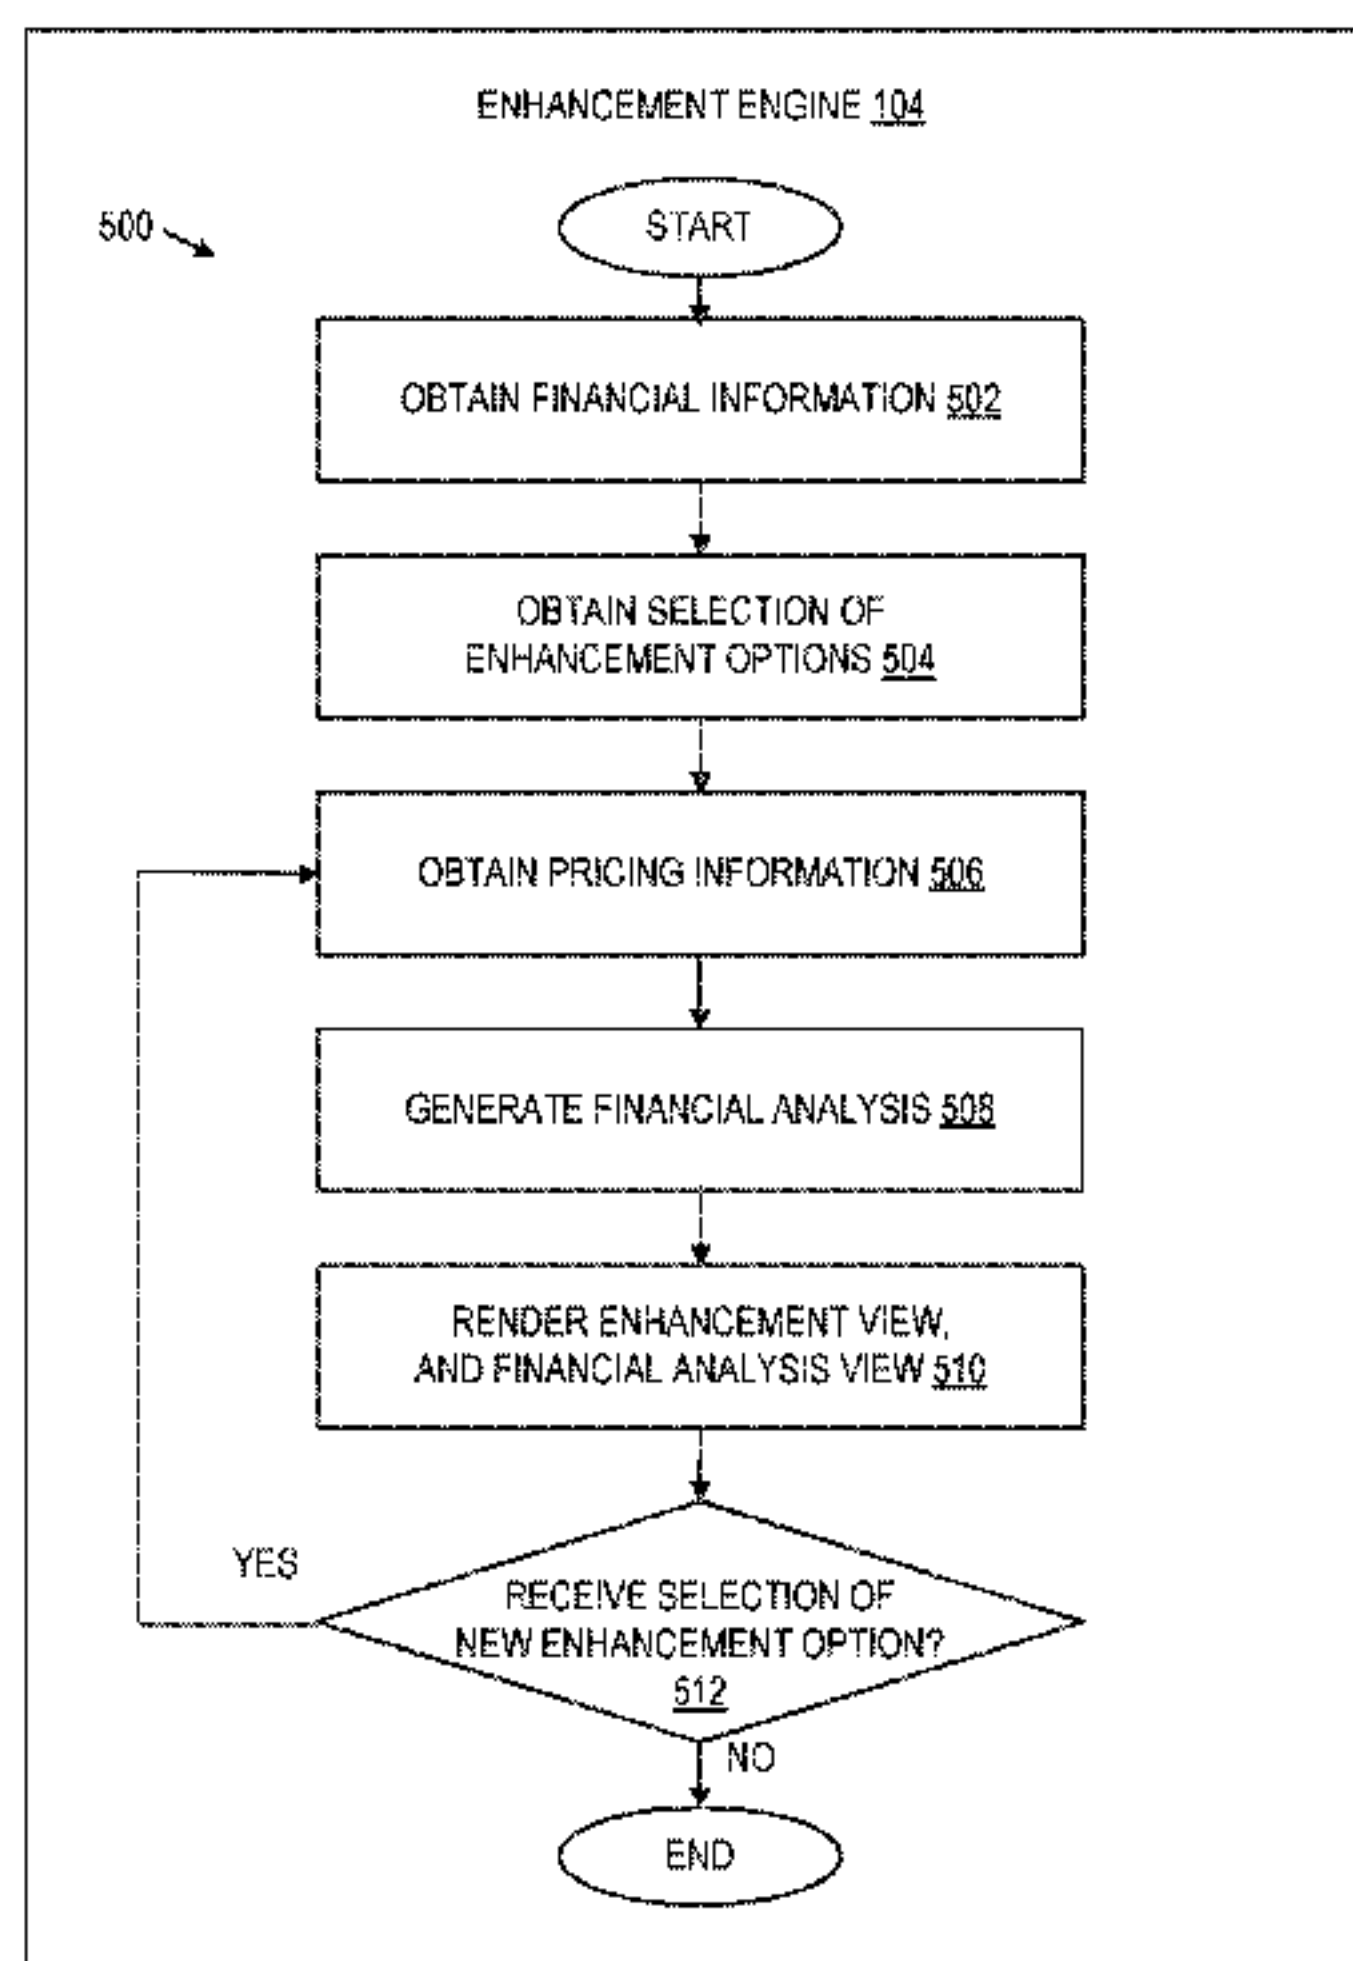 ENHANCEMENT ENGINE 104
500
START
OBTAIN FINANCIAL INFORMATION 502
OBTAIN SELECTION OF
ENHANCEMENT OPTIONS 504
OBTAIN PRICING INFORMATION 506
GENERATE FINANCIAL ANALYSIS 508
RENDER ENHANCEMENT VIEW,
AND FINANCIAL ANALYSIS VIEW 510
YES
RECEIVE SELECTION OF
NEW ENHANCEMENT OPTION?
512
NO
END